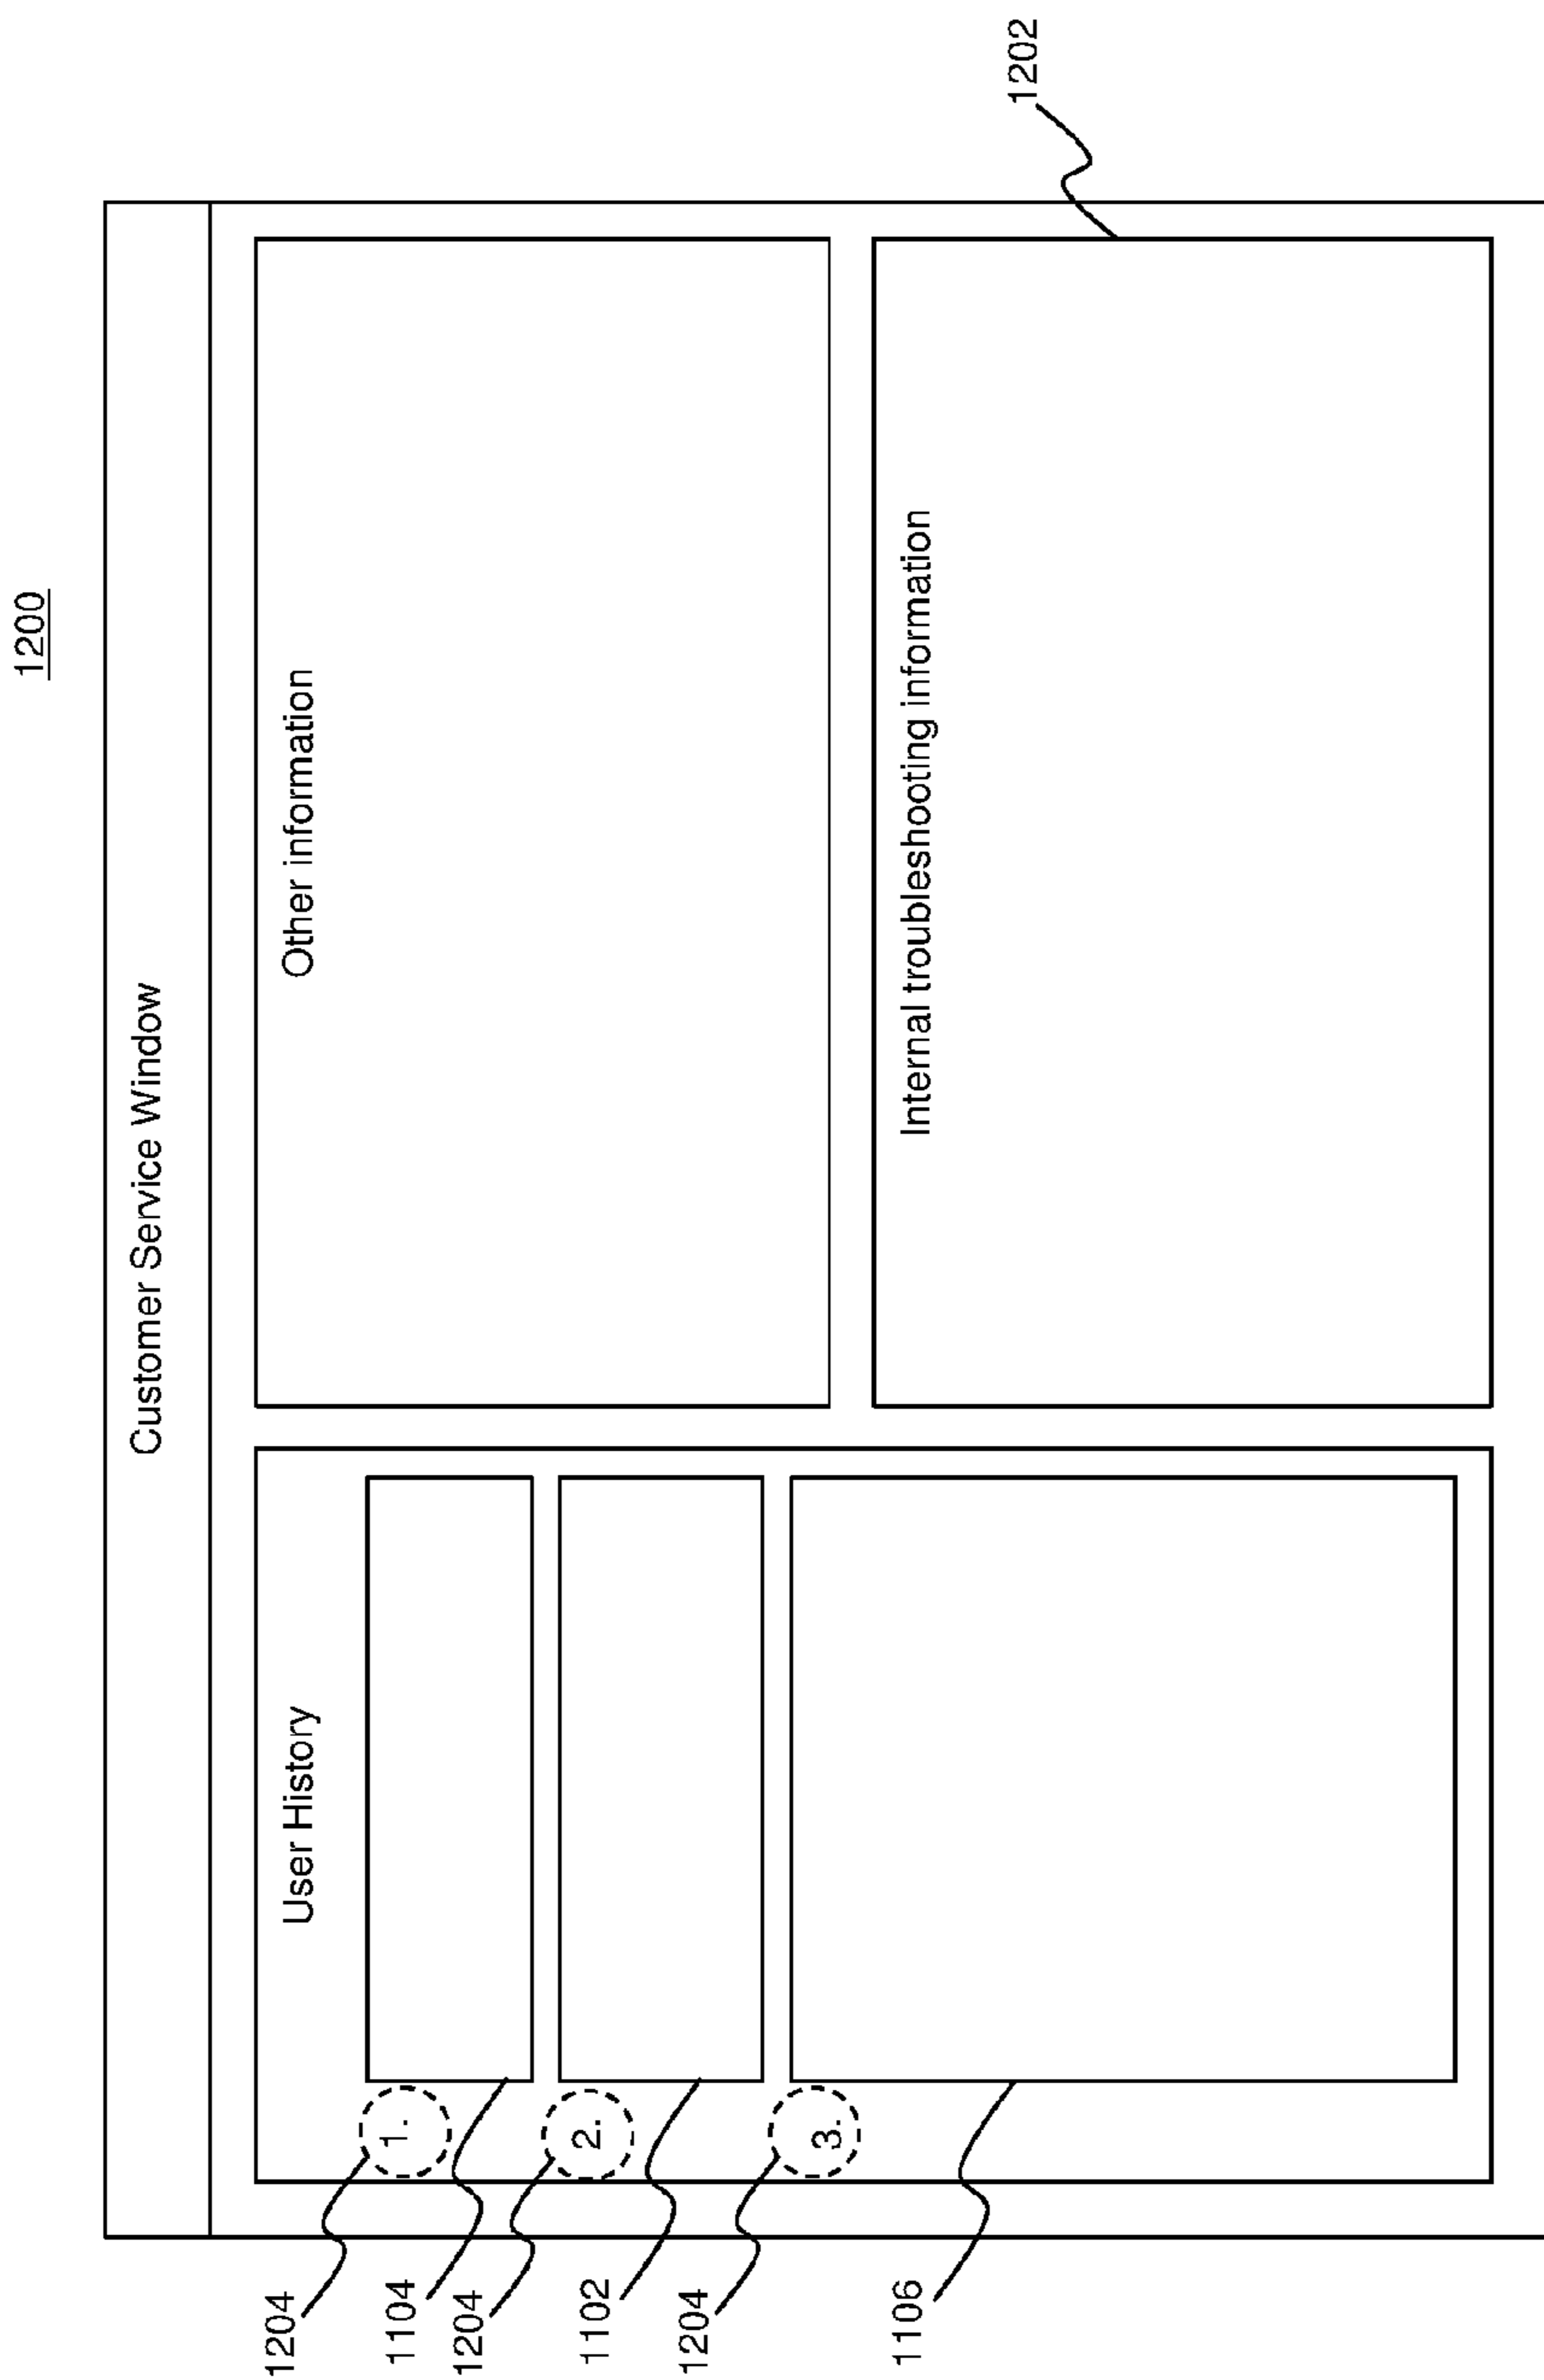 1200
Customer Service Window
User History
1204
1.
1104
1204
2.
1102
1204
3.
1106
Other information
Internal troubleshooting information
1202